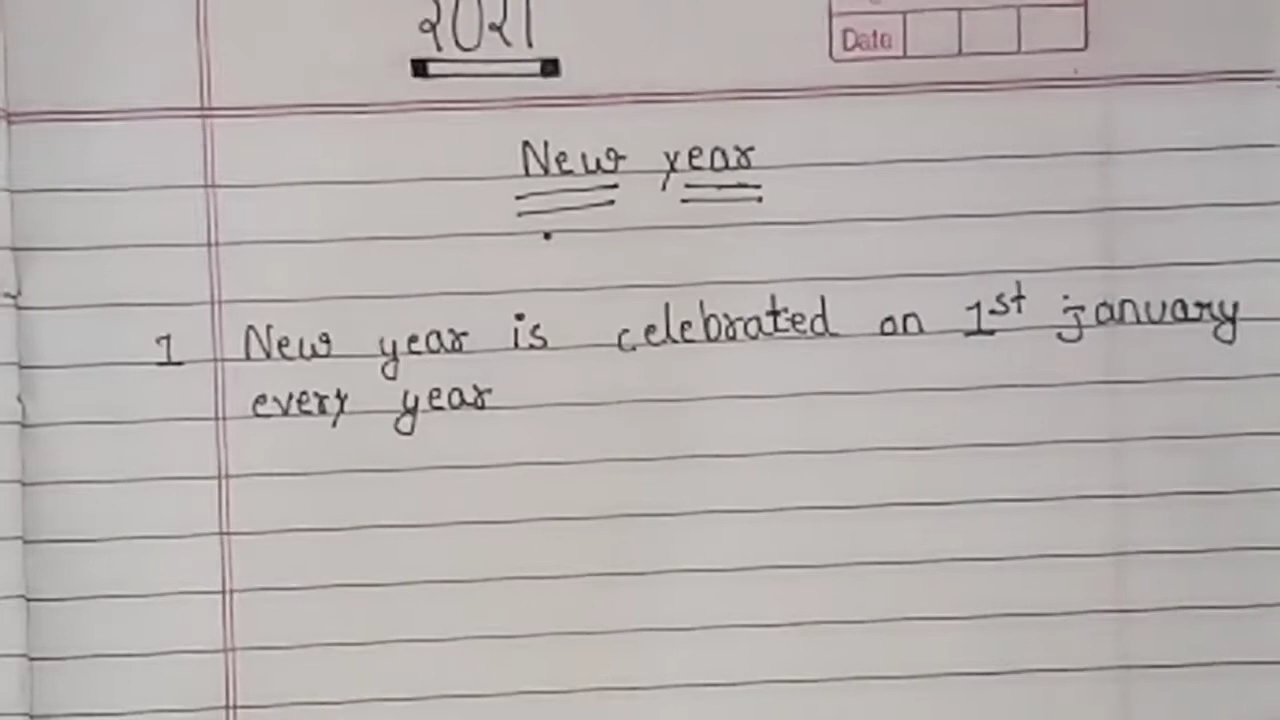 2021
Date
New year
1 New year is celebrated on 1st january
every year